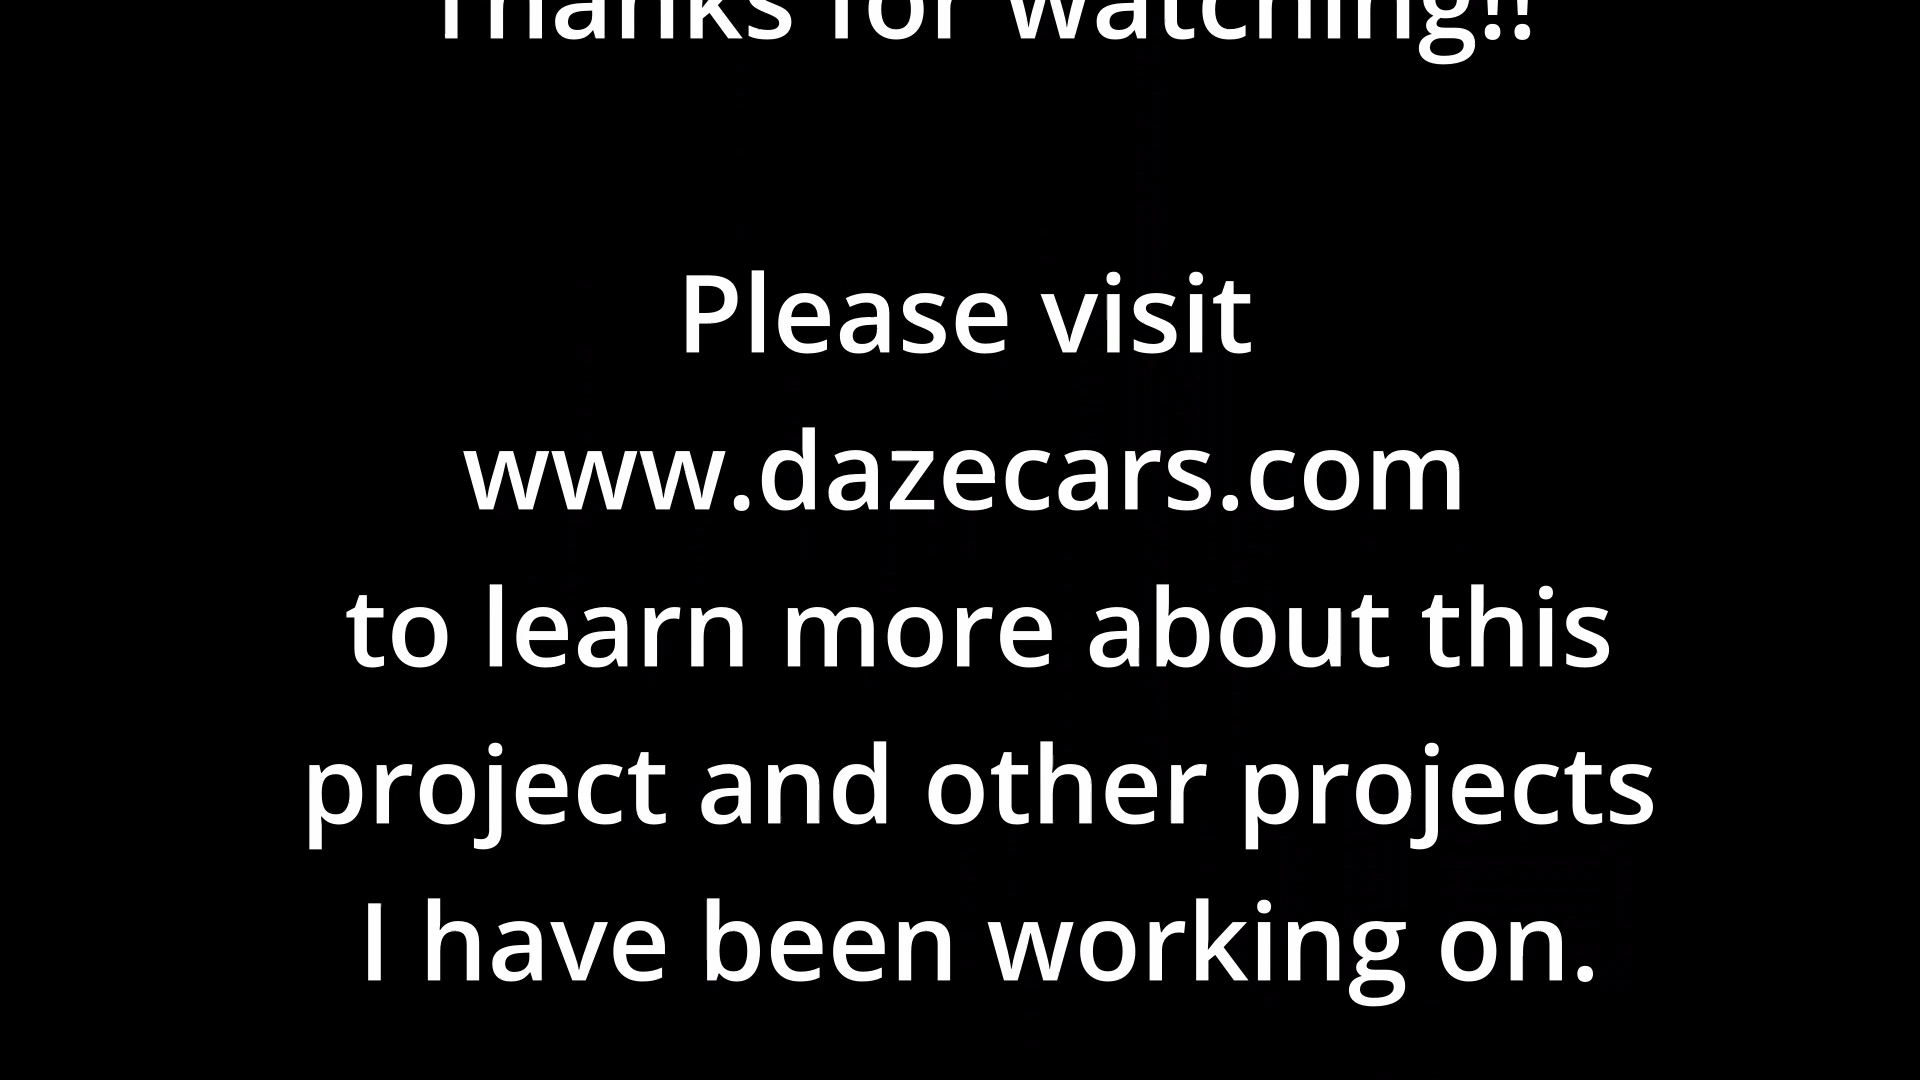 Thanks for watching!!
Please visit
www.dazecars.com
to learn more about this
project and other projects
I have been working on.